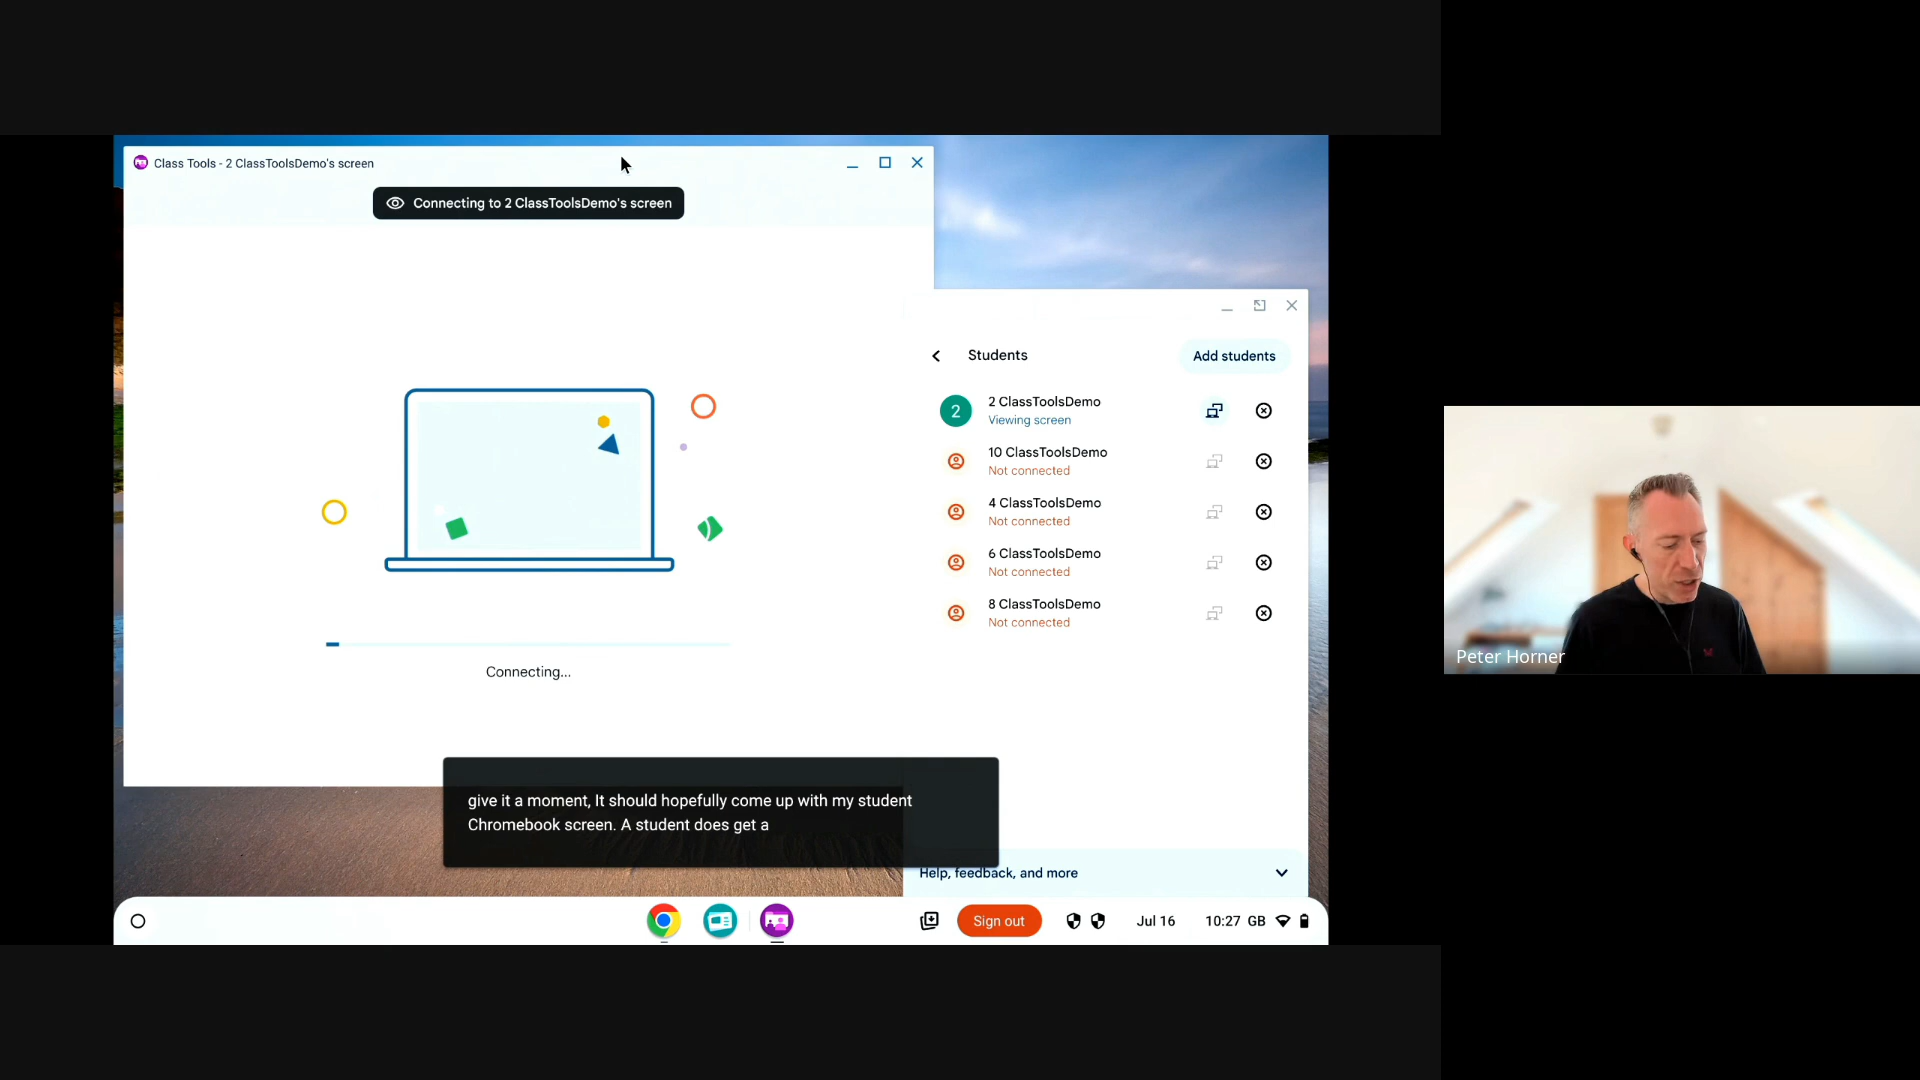 Class Tools - 2 ClassToolsDemo's screen
Connecting to 2 ClassToolsDemo's screen
Connecting...
Students
Add students
2
2 ClassToolsDemo
Viewing screen
10 ClassToolsDemo
Not connected
4 ClassToolsDemo
Not connected
6 ClassToolsDemo
Not connected
8 ClassToolsDemo
Not connected
give it a moment, It should hopefully come up with my student
Chromebook screen. A student does get a
Help, feedback, and more
Sign out
Jul 16
10:27 GB
Peter Horner